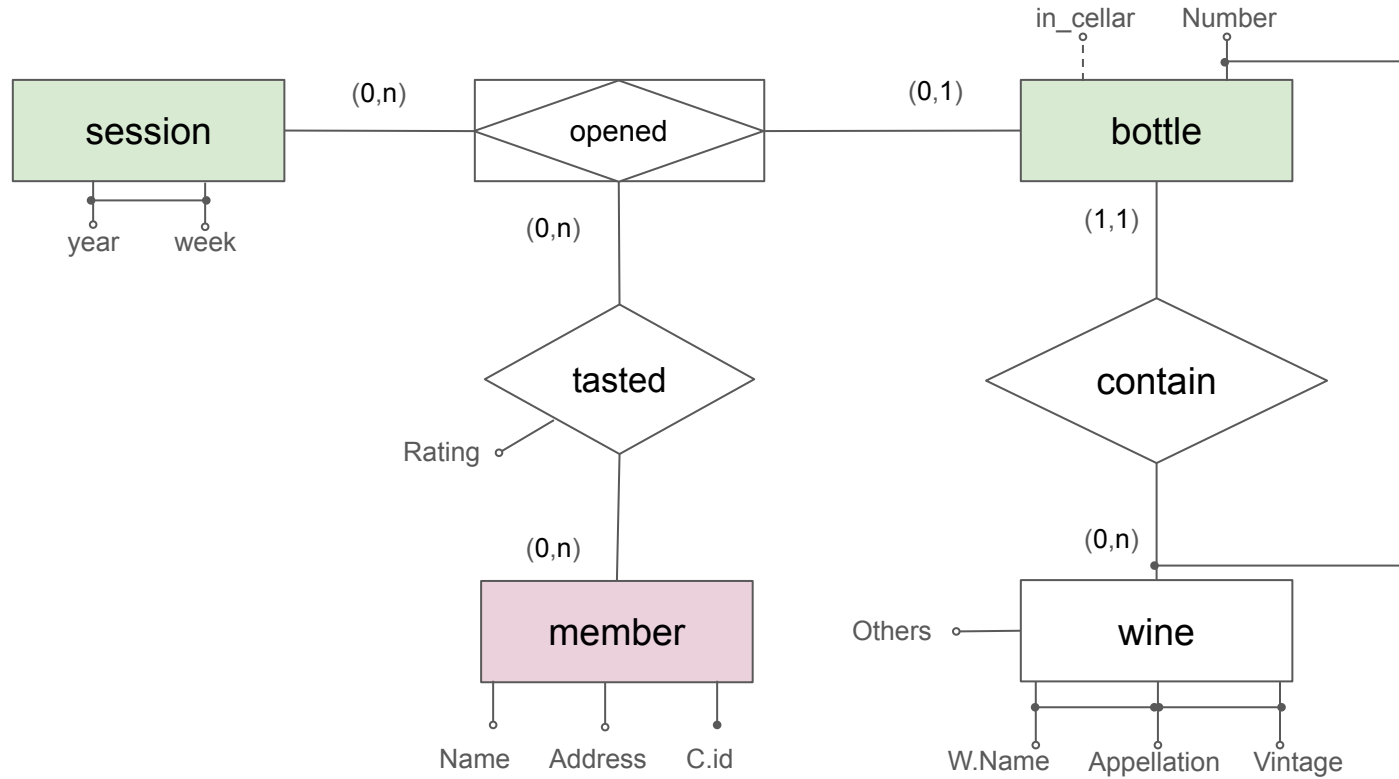 in_cellar
Number
session
(0,n)
opened
(0,1)
bottle
year
week
(0,n)
(1,1)
tasted
contain
Rating
(0,n)
(0,n)
member
Others
wine
Name
Address
C.id
W.Name
Appellation
Vintage